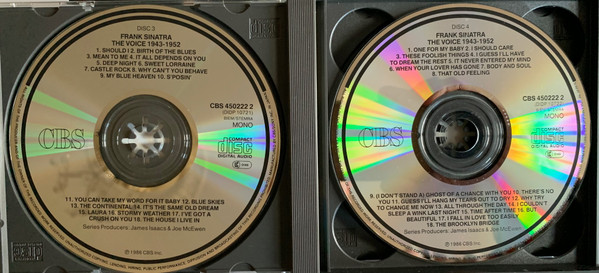 DISC 3
FRANK SINATRA
THE VOICE 1943-1952
1. SHOULD I 2. BIRTH OF THE BLUES
3. MEAN TO ME 4. IT ALL DEPENDS ON YOU
5. DEEP NIGHT 6. SWEET LORRAINE
7. CASTLE ROCK 8. WHY CAN'T YOU BEHAVE
9. MY BLUE HEAVEN 10. S'POSIN'
CBS 450222 2
(DIDP 10771)
BIEM/STEMRA
MONO
CBS
COMPACT
disc
DIGITAL AUDIO
11. YOU CAN TAKE MY WORD FOR IT BABY 12. BLUE SKIES
13. THE CONTINENTAL 14. IT'S THE SAME OLD DREAM
15. LAURA 16. STORMY WEATHER 17. I'VE GOT A
CRUSH ON YOU 18. THE HOUSE I LIVE IN
Series Producers: James Isaacs & Joe McEwen
℗ 1986 CBS Inc.
DISC 4
FRANK SINATRA
THE VOICE 1943-1952
1. ONE FOR MY BABY 2. I SHOULD CARE
3. THESE FOOLISH THINGS 4. GUESS I'LL HAVE
TO DREAM THE REST 5. IT NEVER ENTERED MY MIND
6. WHEN YOUR LOVER HAS GONE 7. BODY AND SOUL
8. THAT OLD FEELING
CBS 450222 2
MONO
CBS
COMPACT
disc
DIGITAL AUDIO
9. (I DON'T STAND A) GHOST OF A CHANCE WITH YOU 10. THERE'S NO
YOU 11. GUESS I'LL HANG MY TEARS OUT TO DRY 12. WHY TRY
TO CHANGE ME NOW 13. ALL THROUGH THE DAY 14. I COULDN'T
SLEEP A WINK LAST NIGHT 15. TIME AFTER TIME 16. BUT
BEAUTIFUL 17. I FALL IN LOVE TOO EASILY
18. THE BROOKLYN BRIDGE
Series Producers: James Isaacs & Joe McEwen
℗ 1986 CBS Inc.